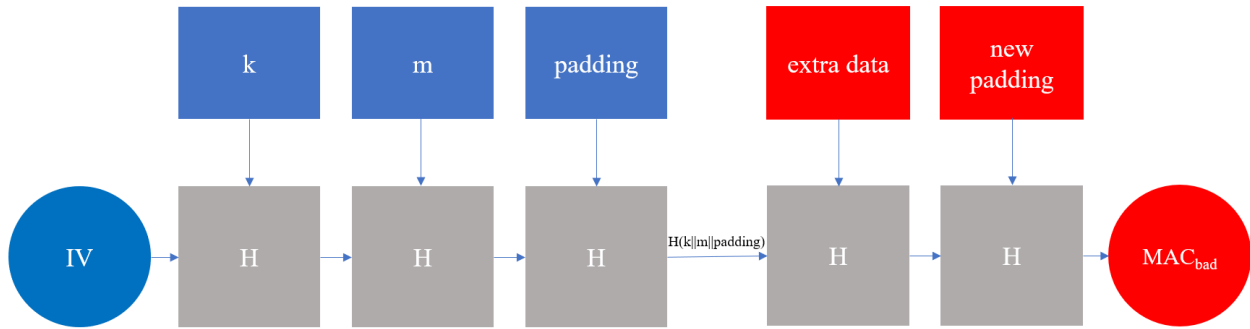 k
m
padding
extra data
new
padding
IV
H
H
H
H(k||m||padding)
H
H
MACbad